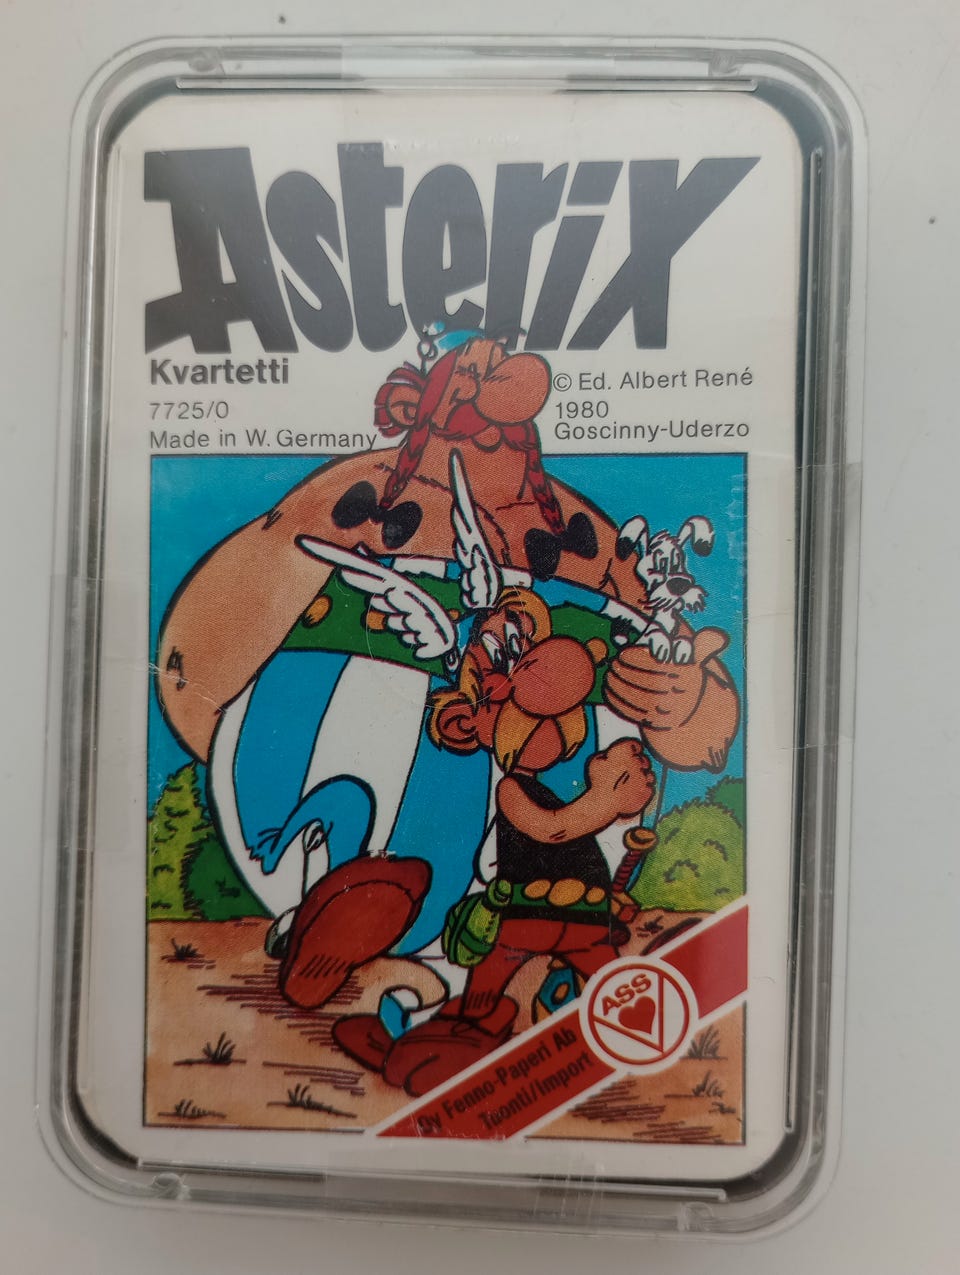 Asterix
Kvartetti
7725/0
Made in W. Germany
© Ed. Albert René
1980
Goscinny-Uderzo
ASS
Oy Fenno-Paperi Ab
Tuonti/Import